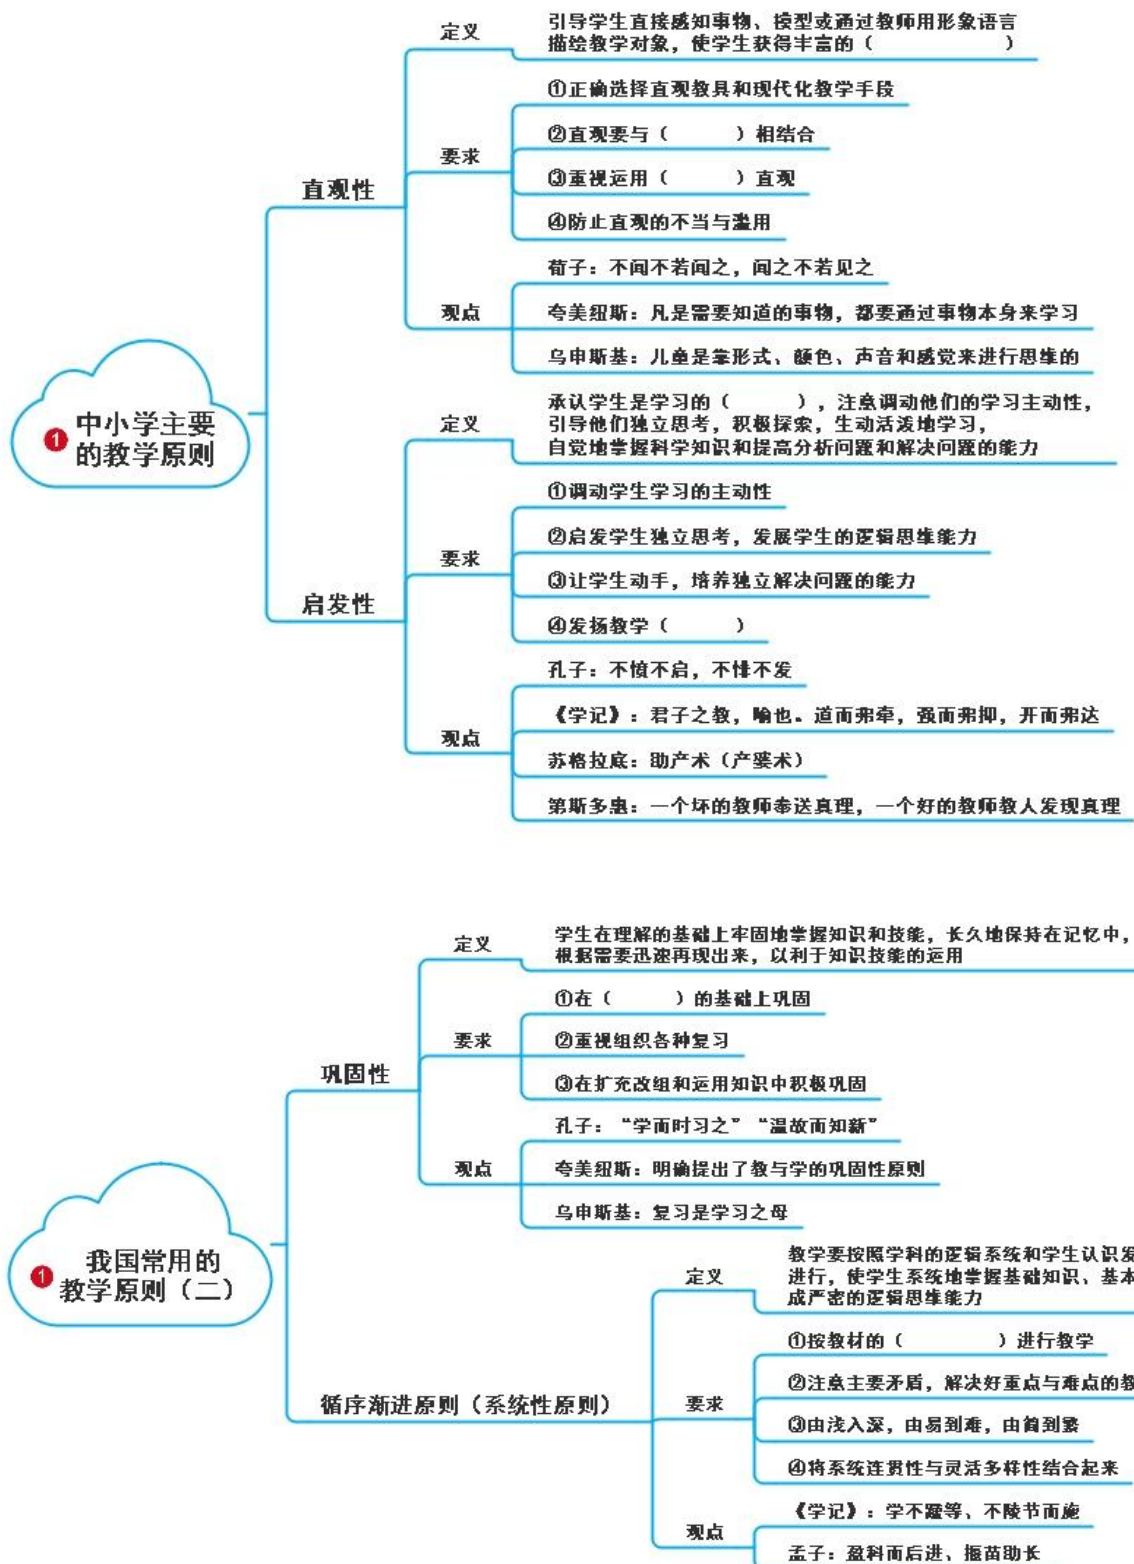 定义
引导学生直接感知事物、模型或通过教师用形象语言
描绘教学对象，使学生获得丰富的（ ）
①正确选择直观教具和现代化教学手段
②直观要与（ ）相结合
要求
③重视运用（ ）直观
直观性
④防止直观的不当与滥用
荀子：不闻不若闻之，闻之不若见之
观点
夸美纽斯：凡是需要知道的事物，都要通过事物本身来学习
乌申斯基：儿童是靠形式、颜色、声音和感觉来进行思维的
1 中小学主要
的教学原则
定义
承认学生是学习的（ ），注意调动他们的学习主动性，
引导他们独立思考，积极探索，生动活泼地学习，
自觉地掌握科学知识和提高分析问题和解决问题的能力
①调动学生学习的主动性
②启发学生独立思考，发展学生的逻辑思维能力
要求
③让学生动手，培养独立解决问题的能力
启发性
④发扬教学（ ）
孔子：不愤不启，不悱不发
《学记》：君子之教，喻也。道而弗牵，强而弗抑，开而弗达
观点
苏格拉底：助产术（产婆术）
第斯多惠：一个坏的教师奉送真理，一个好的教师教人发现真理
定义
学生在理解的基础上牢固地掌握知识和技能，长久地保持在记忆中，
根据需要迅速再现出来，以利于知识技能的运用
①在（ ）的基础上巩固
要求
②重视组织各种复习
巩固性
③在扩充改组和运用知识中积极巩固
孔子：“学而时习之”“温故而知新”
观点
夸美纽斯：明确提出了教与学的巩固性原则
乌申斯基：复习是学习之母
1 我国常用的
教学原则（二）
定义
教学要按照学科的逻辑系统和学生认识发
进行，使学生系统地掌握基础知识、基本
成严密的逻辑思维能力
①按教材的（ ）进行教学
②注意主要矛盾，解决好重点与难点的教
循序渐进原则（系统性原则）
要求
③由浅入深，由易到难，由简到繁
④将系统连贯性与灵活多样性结合起来
《学记》：学不躐等、不陵节而施
观点
孟子：盈科而后进、揠苗助长